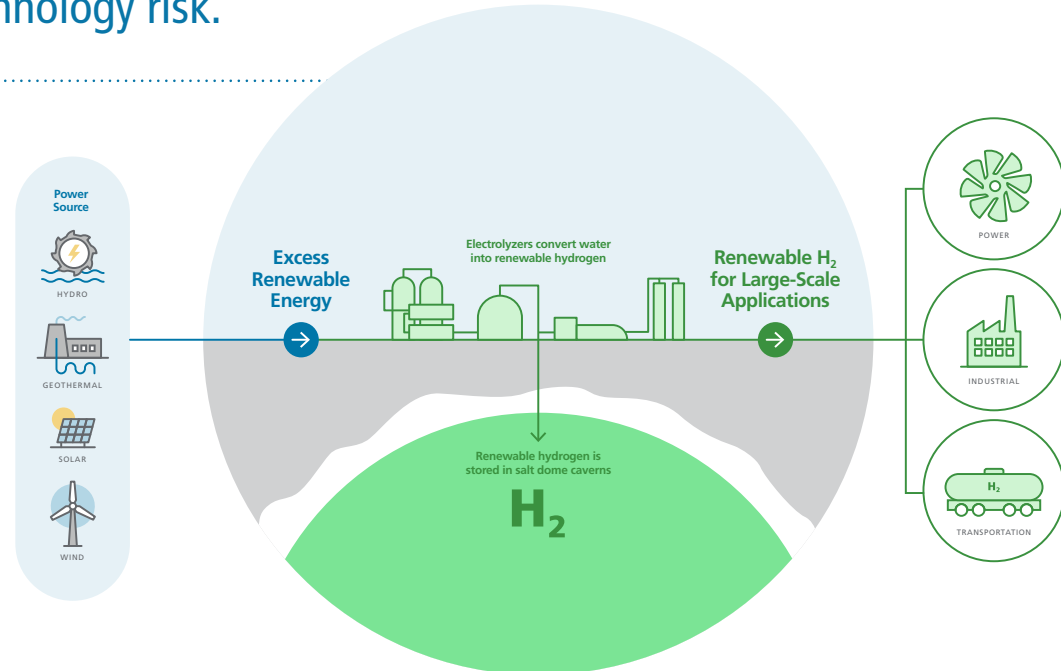 risk.
Power
Source
HYDRO
GEOTHERMAL
SOLAR
WIND
Excess
Renewable
Energy
Electrolyzers convert water
into renewable hydrogen
Renewable H₂
for Large-Scale
Applications
Renewable hydrogen is
stored in salt dome caverns
H₂
POWER
INDUSTRIAL
H₂
TRANSPORTATION